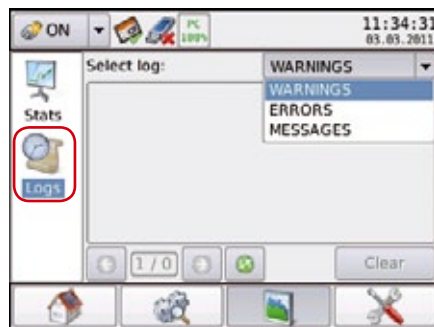 ON
PC
100%
11:34:31
03.03.2011
Stats
Logs
Select log:
WARNINGS
WARNINGS
ERRORS
MESSAGES
1 / 0
Clear